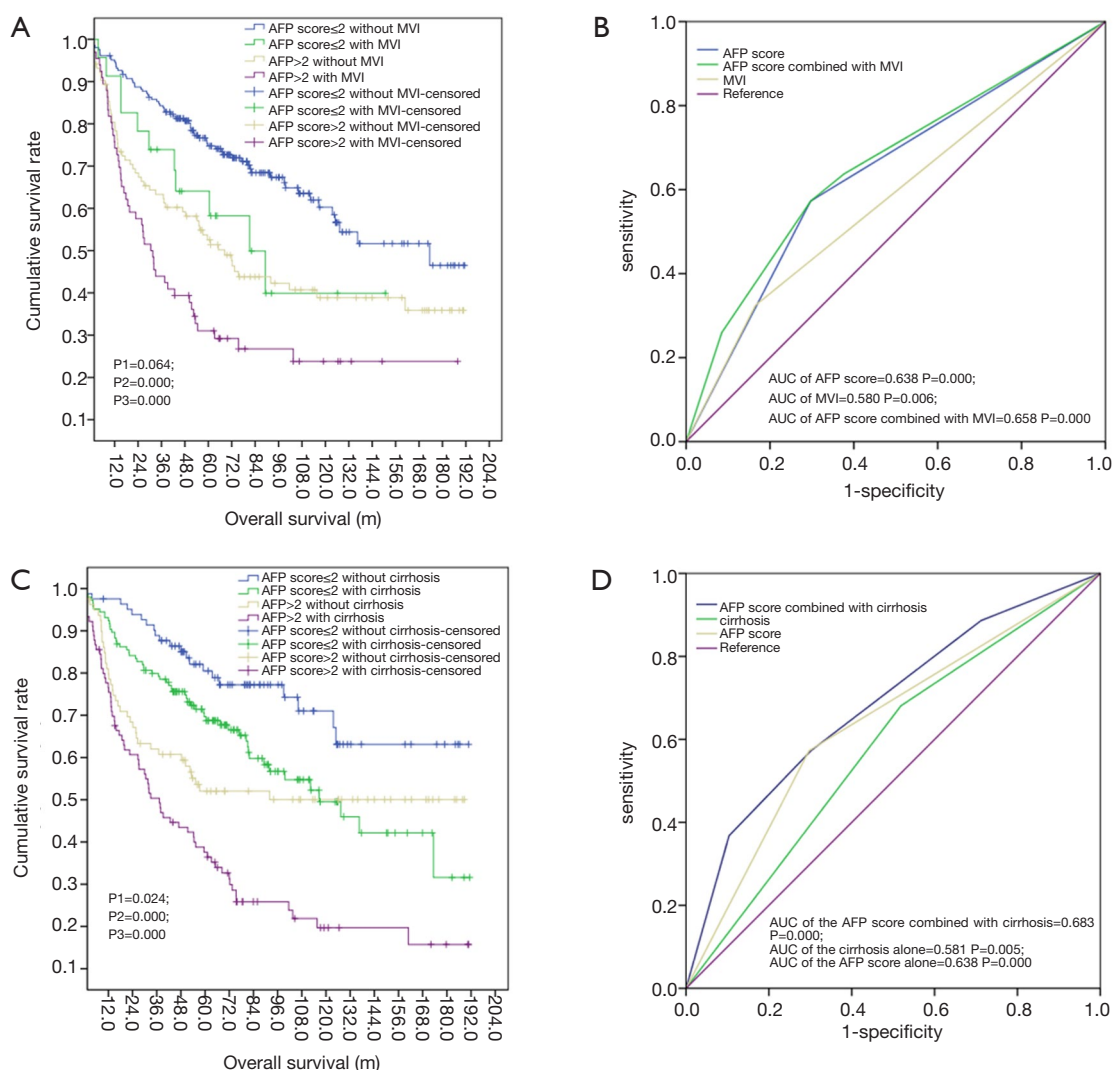 A
AFP score≤2 without MVI
AFP score≤2 with MVI
AFP>2 without MVI
AFP>2 with MVI
AFP score≤2 without MVI-censored
AFP score≤2 with MVI-censored
AFP score>2 without MVI-censored
AFP score>2 with MVI-censored
1.0
0.9
0.8
0.7
0.6
0.5
0.4
0.3
0.2
0.1
Cumulative survival rate
P1=0.064;
P2=0.000;
P3=0.000
12.0 24.0 36.0 48.0 60.0 72.0 84.0 96.0 108.0 120.0 132.0 144.0 156.0 168.0 180.0 192.0 204.0
Overall survival (m)
B
AFP score
AFP score combined with MVI
MVI
Reference
1.0
0.8
0.6
0.4
0.2
0.0
sensitivity
AUC of AFP score=0.638 P=0.000;
AUC of MVI=0.580 P=0.006;
AUC of AFP score combined with MVI=0.658 P=0.000
0.0 0.2 0.4 0.6 0.8 1.0
1-specificity
C
AFP score≤2 without cirrhosis
AFP score≤2 with cirrhosis
AFP>2 without cirrhosis
AFP>2 with cirrhosis
AFP score≤2 without cirrhosis-censored
AFP score≤2 with cirrhosis-censored
AFP score>2 without cirrhosis-censored
AFP score>2 with cirrhosis-censored
1.0
0.9
0.8
0.7
0.6
0.5
0.4
0.3
0.2
0.1
Cumulative survival rate
P1=0.024;
P2=0.000;
P3=0.000
12.0 24.0 36.0 48.0 60.0 72.0 84.0 96.0 108.0 120.0 132.0 144.0 156.0 168.0 180.0 192.0 204.0
Overall survival (m)
D
AFP score combined with cirrhosis
cirrhosis
AFP score
Reference
1.0
0.8
0.6
0.4
0.2
0.0
sensitivity
AUC of the AFP score combined with cirrhosis=0.683
P=0.000;
AUC of the cirrhosis alone=0.581 P=0.005;
AUC of the AFP score alone=0.638 P=0.000
0.0 0.2 0.4 0.6 0.8 1.0
1-specificity